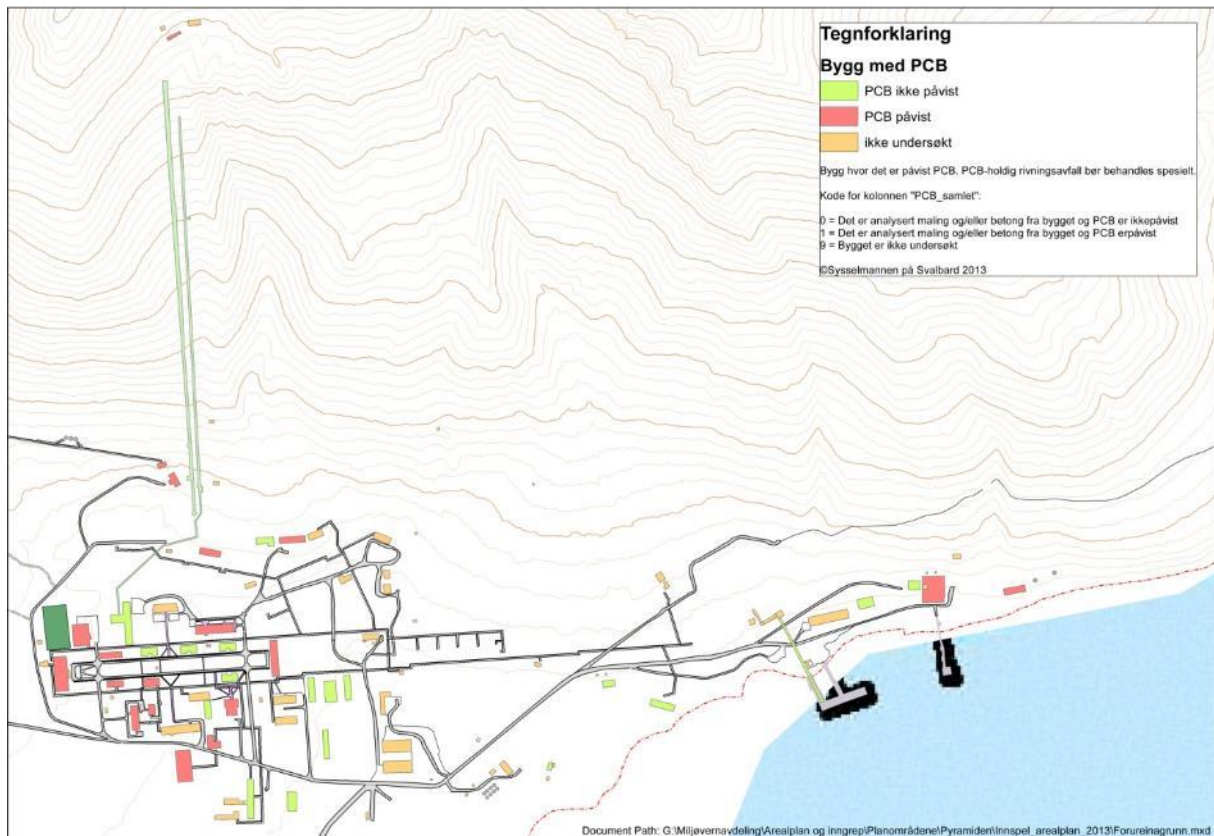 Tegnforklaring
Bygg med PCB
PCB ikke påvist
PCB påvist
ikke undersøkt
Bygg hvor det er påvist PCB. PCB-holdig rivningsavfall bør behandles spesielt.
Kode for kolonnen "PCB_samlet":
0 = Det er analysert maling og/eller betong fra bygget og PCB er ikkepåvist
1 = Det er analysert maling og/eller betong fra bygget og PCB erpåvist
9 = Bygget er ikke undersøkt
©Sysselmannen på Svalbard 2013
Document Path: G:\Miljøvernavdeling\Arealplan og inngrep\Planområdene\Pyramiden\Innspel_arealplan_2013\Forureinagrunn.mxd